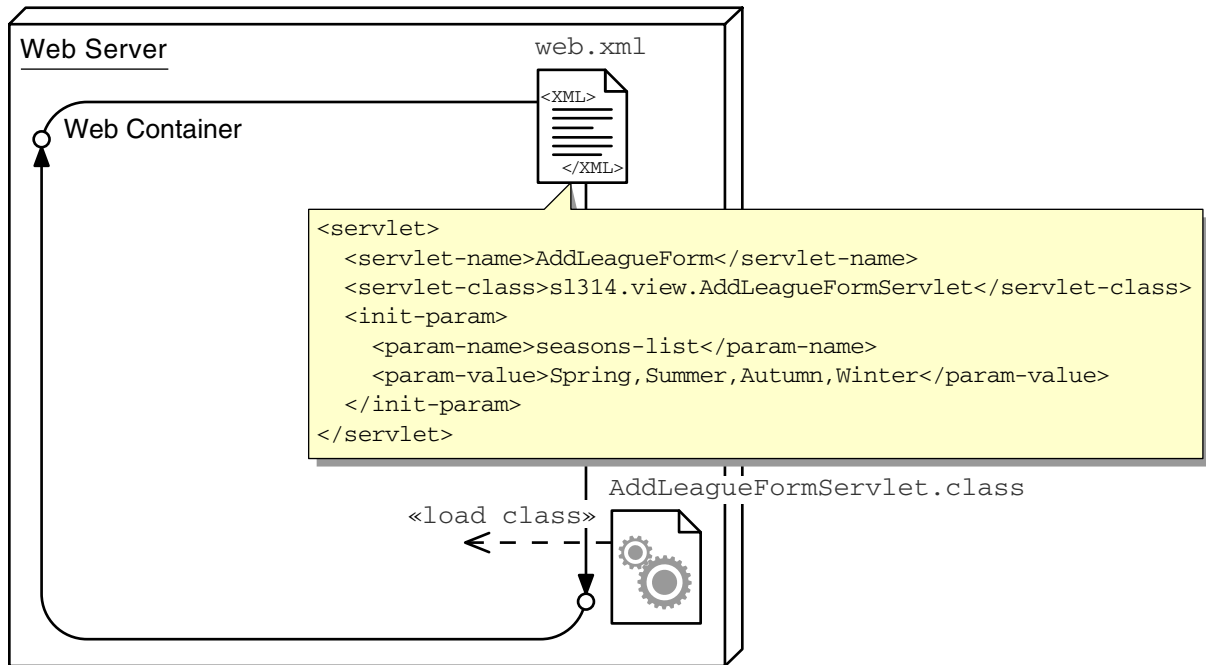 Web Server
web.xml
<XML>
</XML>
Web Container
<servlet>
  <servlet-name>AddLeagueForm</servlet-name>
  <servlet-class>sl314.view.AddLeagueFormServlet</servlet-class>
  <init-param>
    <param-name>seasons-list</param-name>
    <param-value>Spring,Summer,Autumn,Winter</param-value>
  </init-param>
</servlet>
AddLeagueFormServlet.class
«load class»